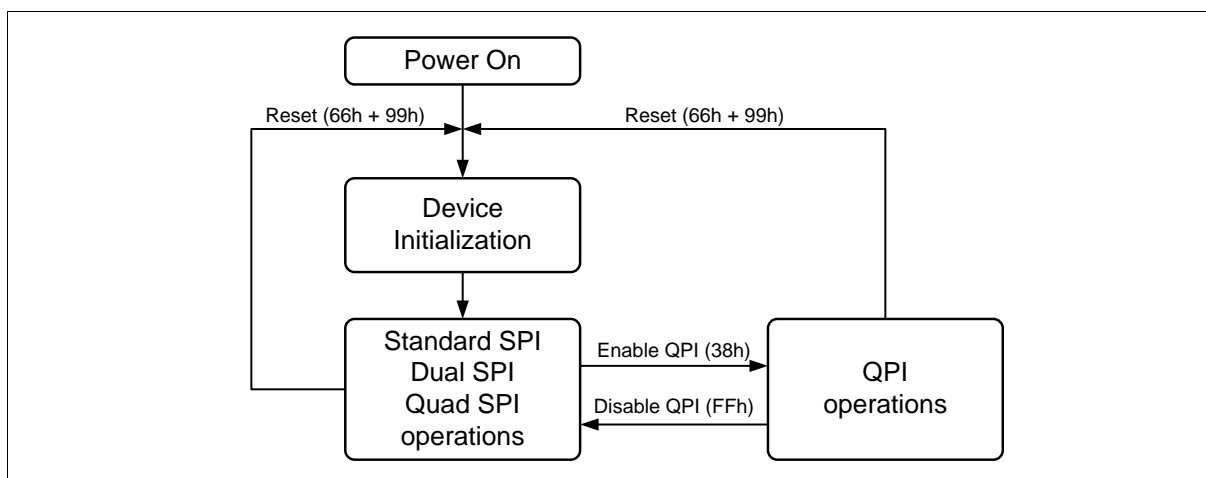 Power On
Reset (66h + 99h)
Reset (66h + 99h)
Device
Initialization
Standard SPI
Dual SPI
Quad SPI
operations
Enable QPI (38h)
Disable QPI (FFh)
QPI
operations